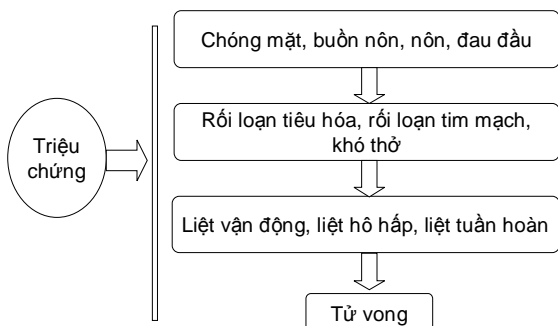 Triệu
chứng
Chóng mặt, buồn nôn, nôn, đau đầu
Rối loạn tiêu hóa, rối loạn tim mạch,
khó thở
Liệt vận động, liệt hô hấp, liệt tuần hoàn
Tử vong